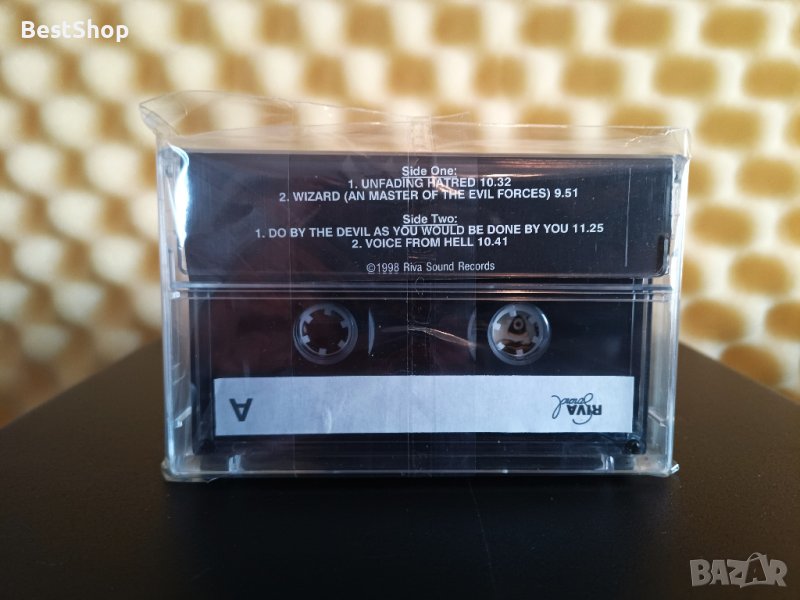 BestShop
Side One:
1. UNFADING HATRED 10.32
2. WIZARD (AN MASTER OF THE EVIL FORCES) 9.51
Side Two:
1. DO BY THE DEVIL AS YOU WOULD BE DONE BY YOU 11.25
2. VOICE FROM HELL 10.41
©1998 Riva Sound Records
A
RIVA
Sound
BAZAR